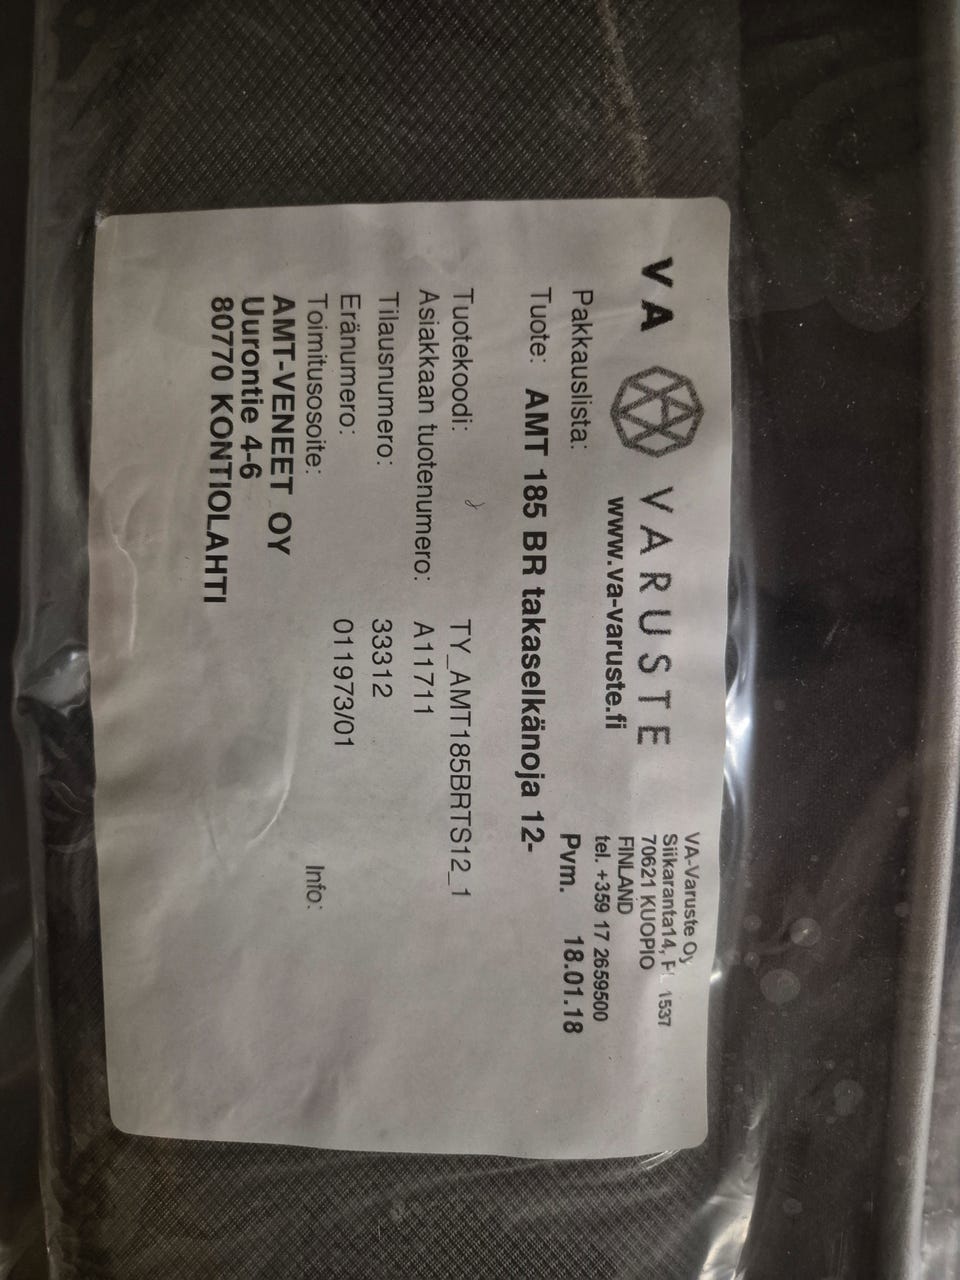 VA VARUSTE
www.va-varuste.fi
VA-Varuste Oy
Siikaranta14, PL 1537
70621 KUOPIO
FINLAND
tel. +359 17 2659500
Pakkauslista:
Pvm. 18.01.18
Tuote: AMT 185 BR takaselkänoja 12-
Tuotekoodi: TY_AMT185BRTS12_1
Asiakkaan tuotenumero: A11711
Tilausnumero: 33312
Eränumero: 011973/01
Toimitusosoite: Info:
AMT-VENEET OY
Uurontie 4-6
80770 KONTIOLAHTI